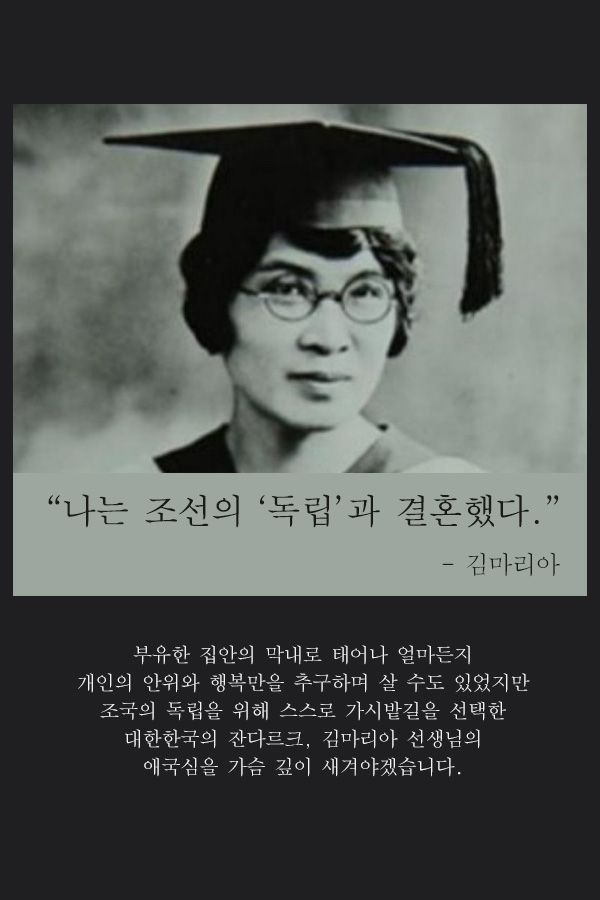 “나는 조선의 ‘독립’과 결혼했다.”
- 김마리아
부유한 집안의 막내로 태어나 얼마든지
개인의 안위와 행복만을 추구하며 살 수도 있었지만
조국의 독립을 위해 스스로 가시밭길을 선택한
대한한국의 잔다르크, 김마리아 선생님의
애국심을 가슴 깊이 새겨야겠습니다.